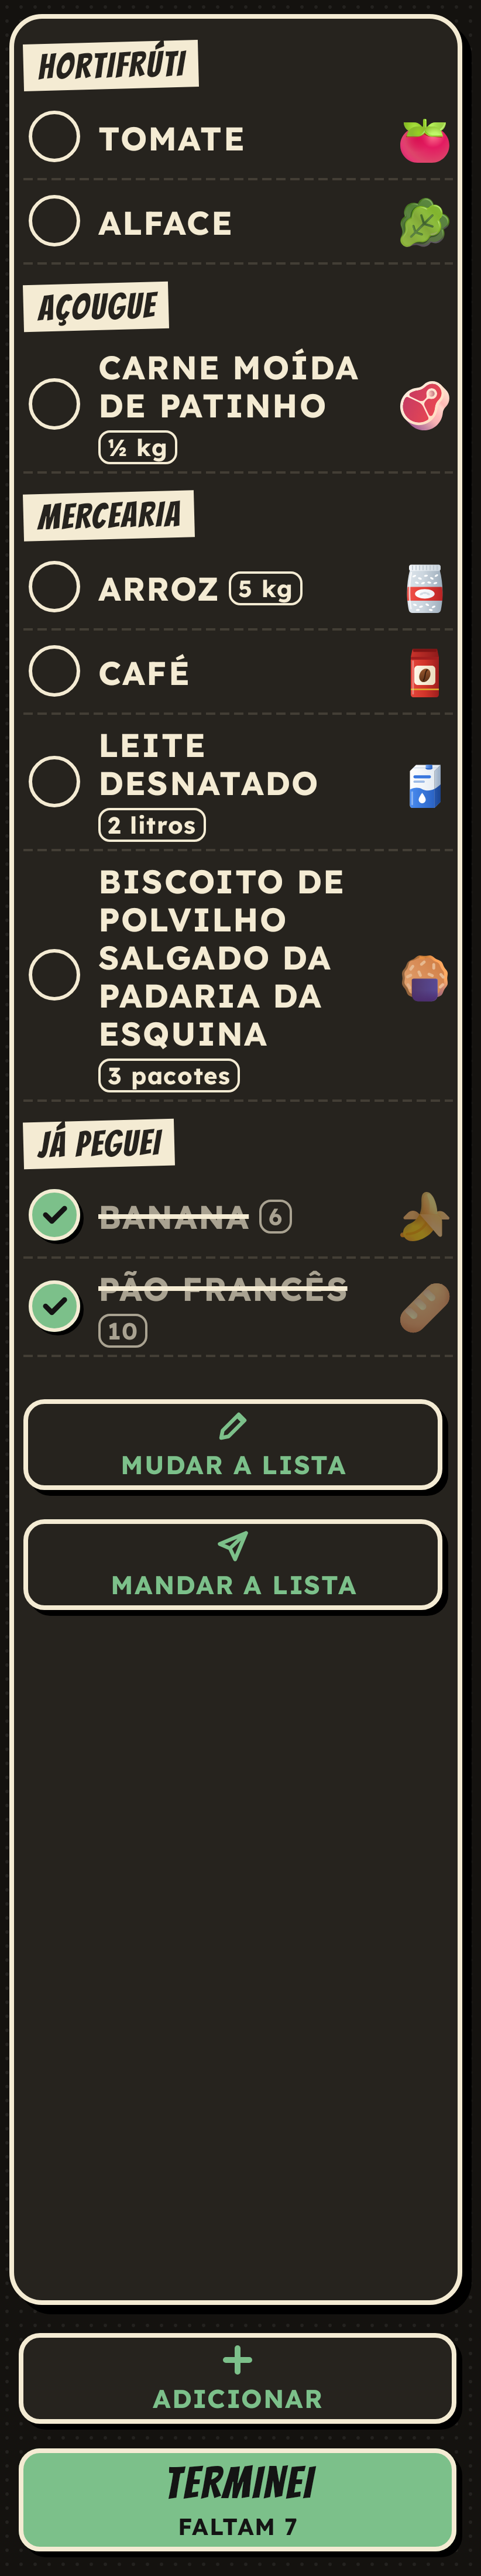 HORTIFRÚTI
TOMATE
ALFACE
AÇOUGUE
CARNE MOÍDA
DE PATINHO
½ kg
MERCEARIA
ARROZ 5 kg
CAFÉ
LEITE
DESNATADO
2 litros
BISCOITO DE
POLVILHO
SALGADO DA
PADARIA DA
ESQUINA
3 pacotes
JÁ PEGUEI
BANANA 6
PÃO FRANCÊS
10
MUDAR A LISTA
MANDAR A LISTA
ADICIONAR
TERMINEI
FALTAM 7